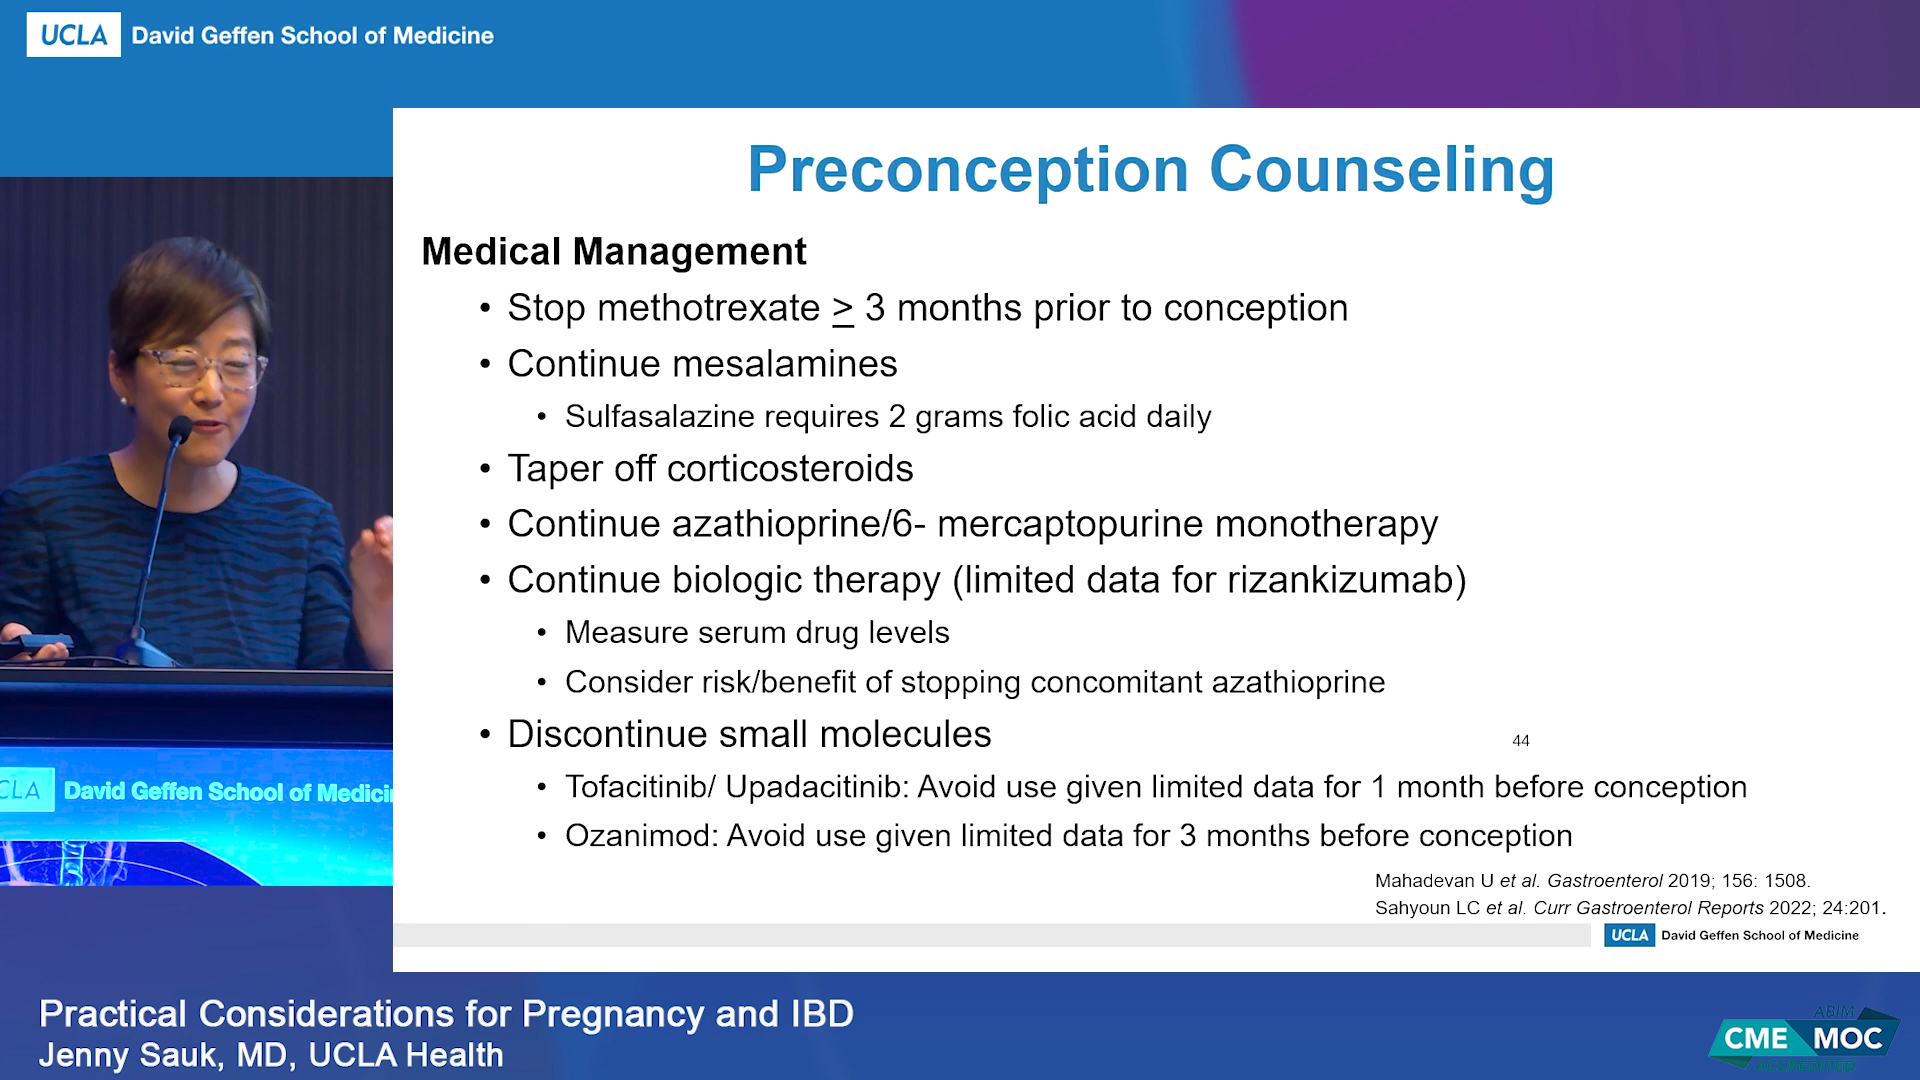 UCLA David Geffen School of Medicine
Preconception Counseling
Medical Management
• Stop methotrexate > 3 months prior to conception
• Continue mesalamines
• Sulfasalazine requires 2 grams folic acid daily
• Taper off corticosteroids
• Continue azathioprine/6- mercaptopurine monotherapy
• Continue biologic therapy (limited data for rizankizumab)
• Measure serum drug levels
• Consider risk/benefit of stopping concomitant azathioprine
• Discontinue small molecules
44
• Tofacitinib/ Upadacitinib: Avoid use given limited data for 1 month before conception
• Ozanimod: Avoid use given limited data for 3 months before conception
Mahadevan U et al. Gastroenterol 2019; 156: 1508.
Sahyoun LC et al. Curr Gastroenterol Reports 2022; 24:201.
UCLA David Geffen School of Medicine
CLA David Geffen School of Medicin
Practical Considerations for Pregnancy and IBD
Jenny Sauk, MD, UCLA Health
ABIM
CME MOC
ACCREDITED